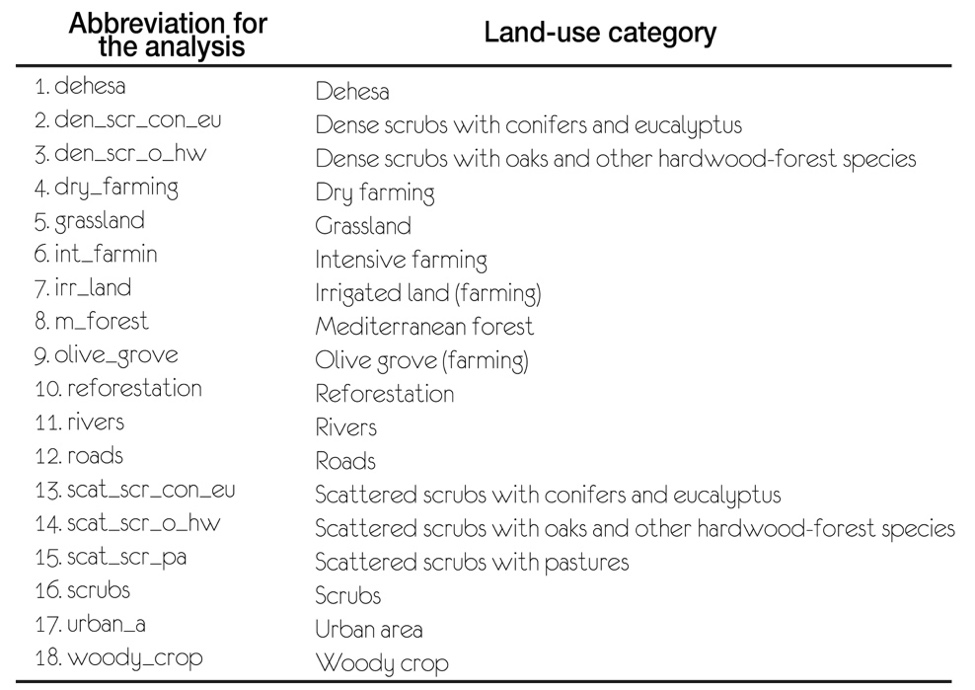 Abbreviation for
the analysis
Land-use category
1. dehesa Dehesa
2. den_scr_con_eu Dense scrubs with conifers and eucalyptus
3. den_scr_o_hw Dense scrubs with oaks and other hardwood-forest species
4. dry_farming Dry farming
5. grassland Grassland
6. int_farmin Intensive farming
7. irr_land Irrigated land (farming)
8. m_forest Mediterranean forest
9. olive_grove Olive grove (farming)
10. reforestation Reforestation
11. rivers Rivers
12. roads Roads
13. scat_scr_con_eu Scattered scrubs with conifers and eucalyptus
14. scat_scr_o_hw Scattered scrubs with oaks and other hardwood-forest species
15. scat_scr_pa Scattered scrubs with pastures
16. scrubs Scrubs
17. urban_a Urban area
18. woody_crop Woody crop